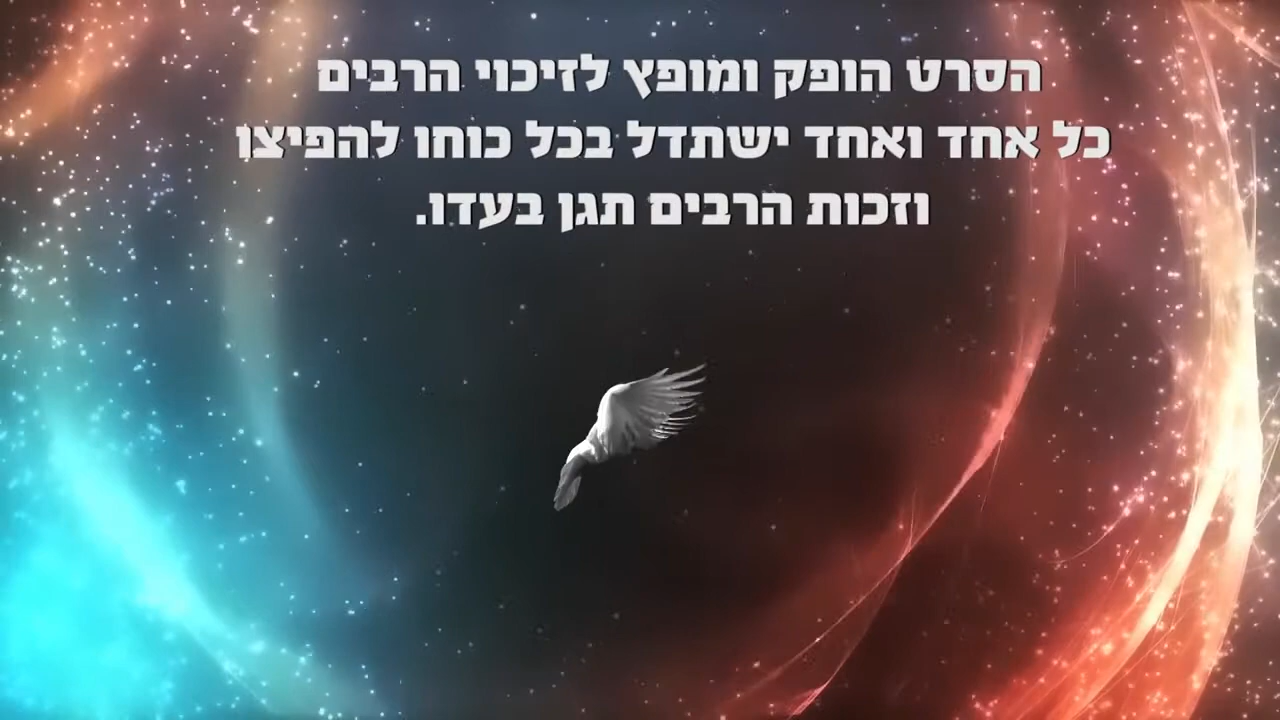 הסרט הופק ומופץ לזיכוי הרבים
כל אחד ואחד ישתדל בכל כוחו להפיצו
וזכות הרבים תגן בעדו.